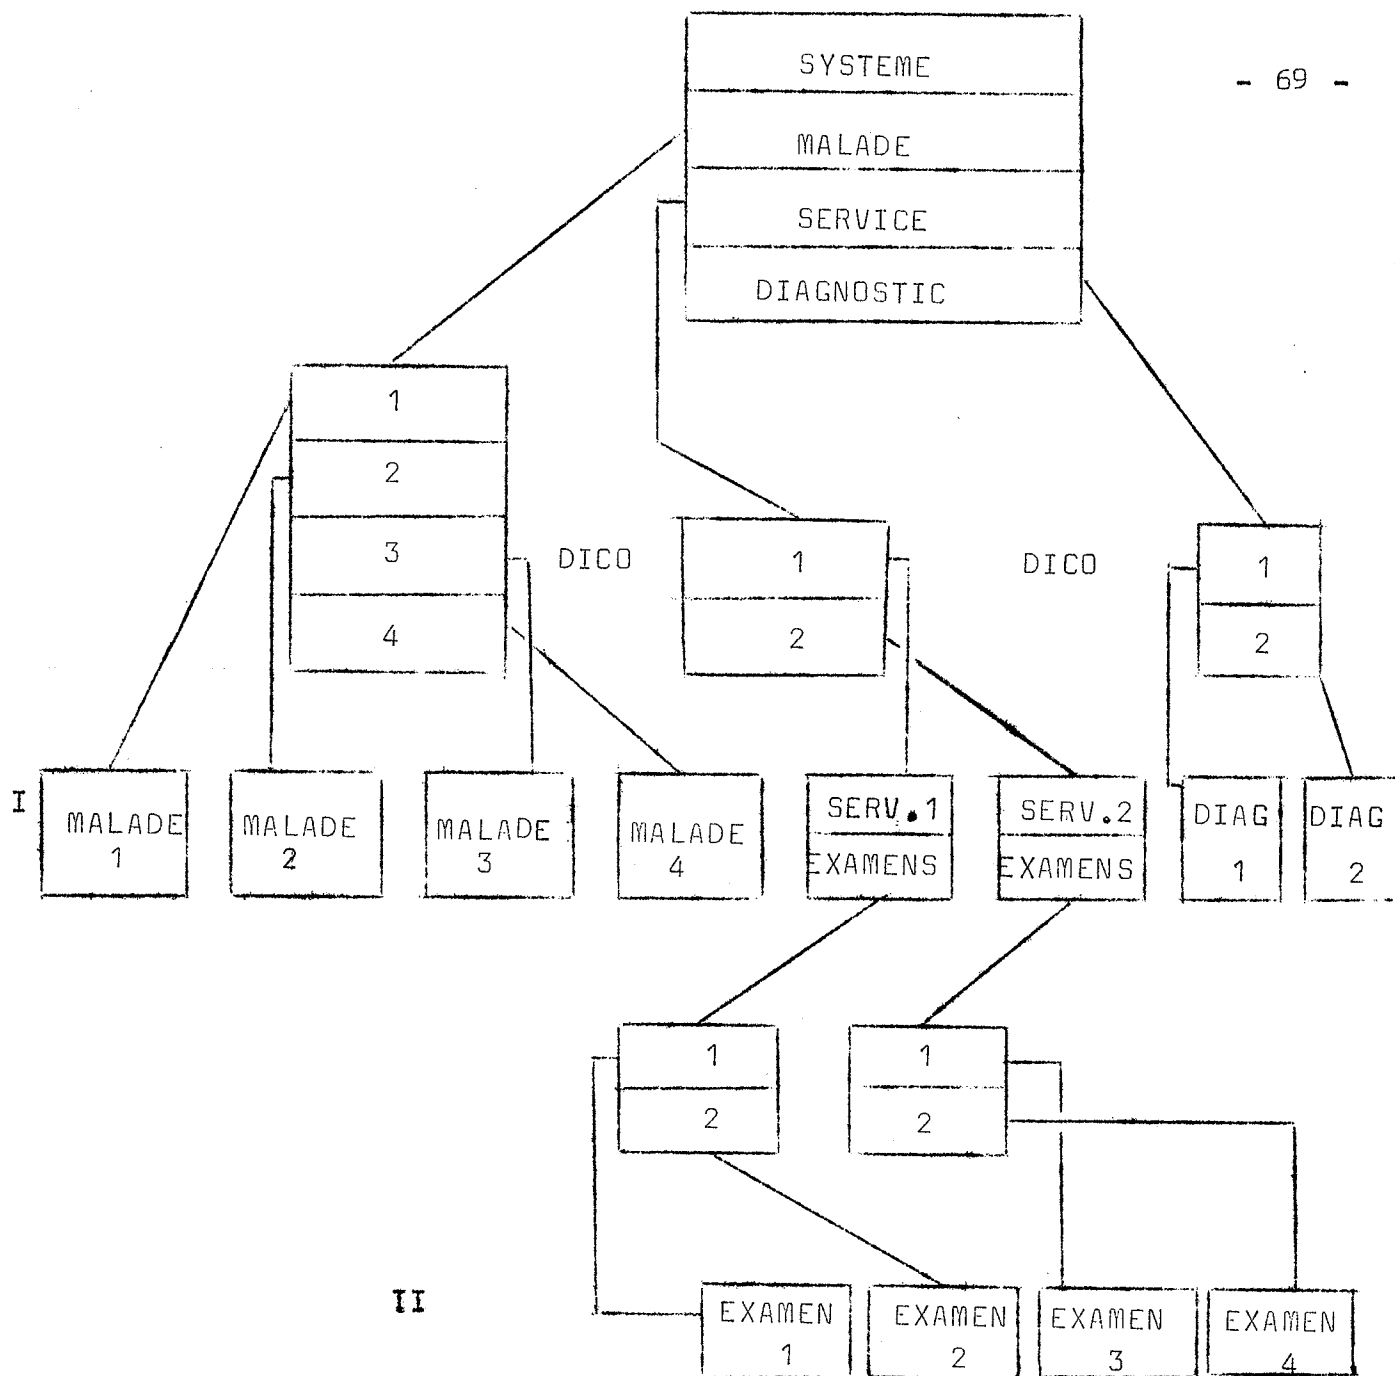 SYSTEME
- 69 -
MALADE
SERVICE
DIAGNOSTIC
1
2
3
4
DICO
1
2
DICO
1
2
I
MALADE
1
MALADE
2
MALADE
3
MALADE
4
SERV.1
EXAMENS
SERV.2
EXAMENS
DIAG
1
DIAG
2
1
2
1
2
II
EXAMEN
1
EXAMEN
2
EXAMEN
3
EXAMEN
4